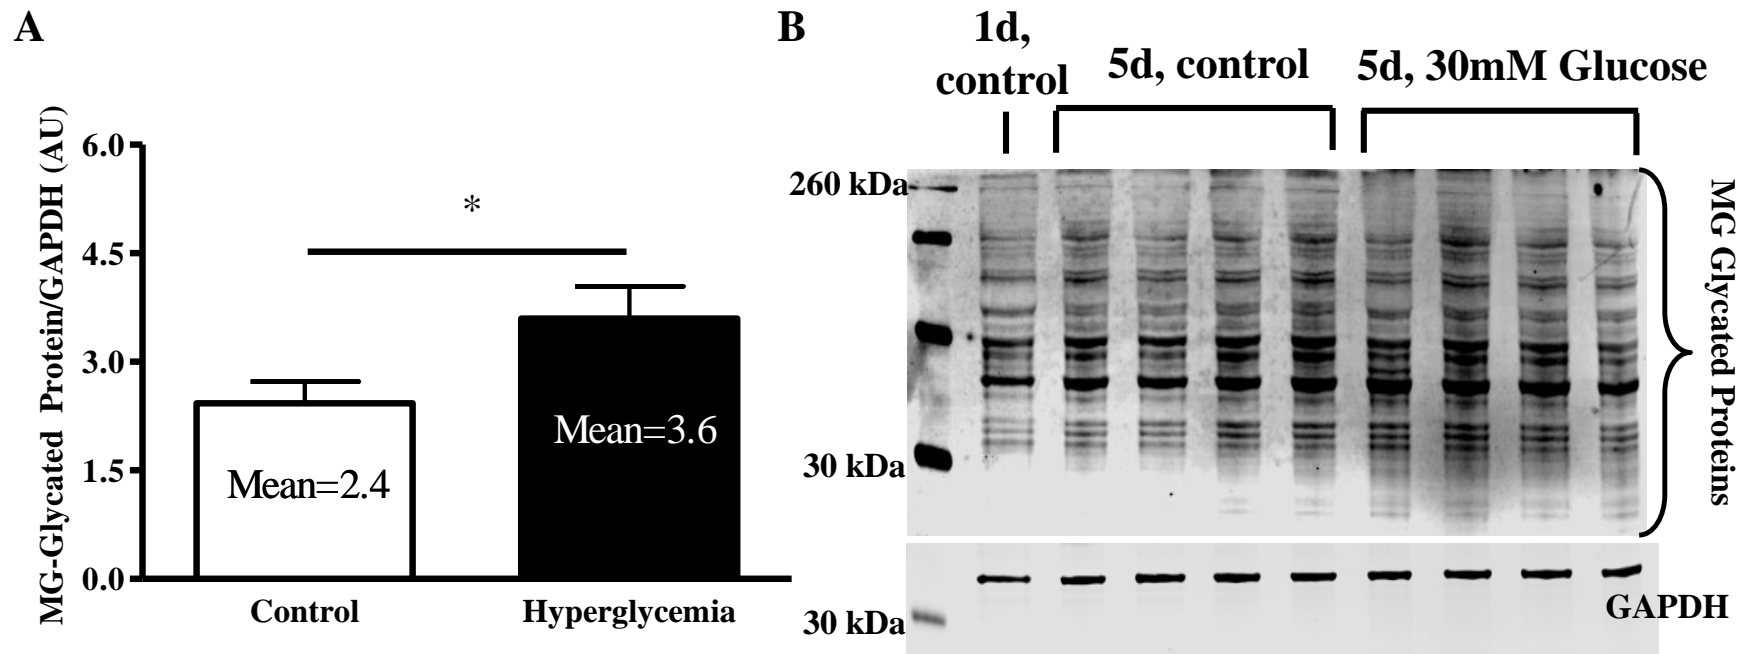 A
MG-Glycated Protein/GAPDH (AU)
6.0
4.5
3.0
1.5
0.0
*
Mean=2.4
Mean=3.6
Control
Hyperglycemia
B
1d,
control
5d, control
5d, 30mM Glucose
260 kDa
30 kDa
MG Glycated Proteins
30 kDa
GAPDH